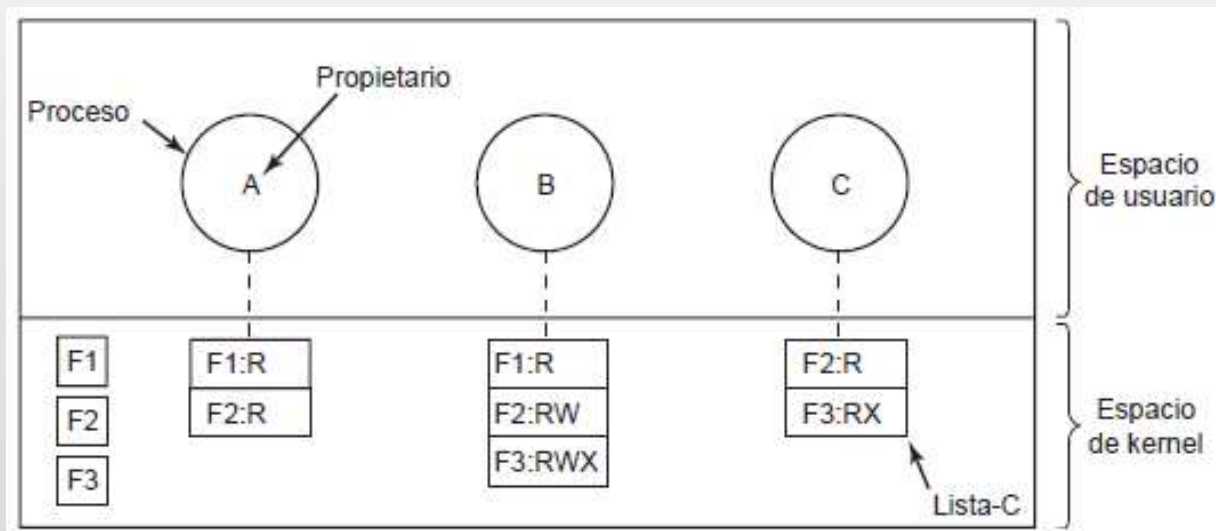 Propietario
Proceso
A
B
C
Espacio
de usuario
F1
F2
F3
F1:R
F2:R
F1:R
F2:RW
F3:RWX
F2:R
F3:RX
Espacio
de kernel
Lista-C